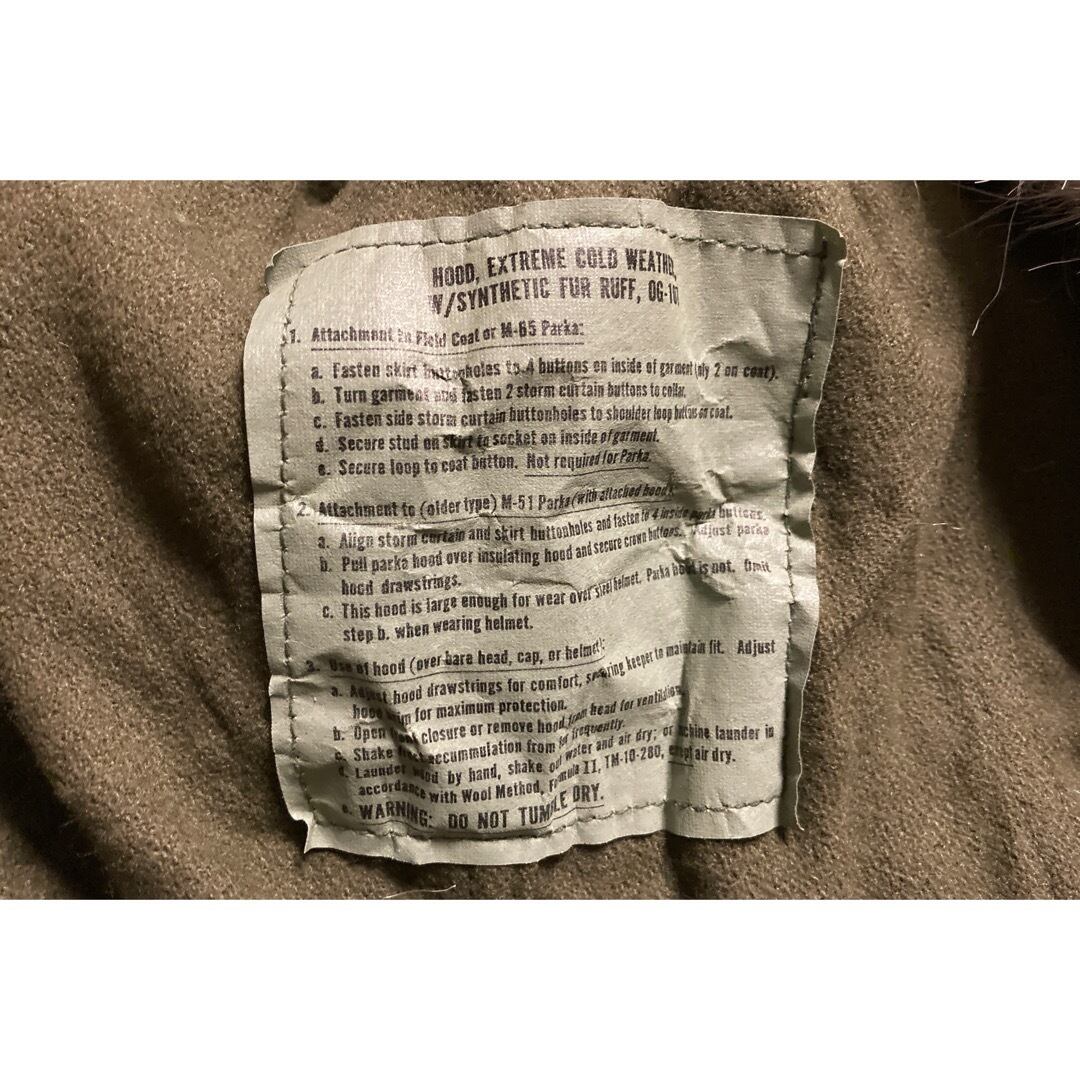 HOOD, EXTREME COLD WEATHE
W/SYNTHETIC FUR RUFF, OG-10
1. Attachment to Field Coat or M-65 Parka:
a. Fasten skirt buttonholes to 4 buttons on inside of garment only 2 on coat).
b. Turn garment and fasten 2 storm curtain buttons to collar.
c. Fasten side storm curtain buttonholes to shoulder loop buttons on coat.
d. Secure stud on skirt to socket on inside of garment.
e. Secure loop to coat button. Not required for Parka.
2. Attachment to (older type) M-51 Parka (with attached hood).
a. Align storm curtain and skirt buttonholes and fasten to 4 inside parka buttons.
b. Pull parka hood over insulating hood and secure crown buttons. Adjust parka
hood drawstrings.
c. This hood is large enough for wear over steel helmet. Parka hood is not. Omit
step b. when wearing helmet.
3. Use of hood (over bare head, cap, or helmet):
a. Adjust hood drawstrings for comfort, securing keeper to maintain fit. Adjust
hood for maximum protection.
b. Open closure or remove hood from head for ventilation.
c. Shake accummulation from frequently.
d. Launder by hand, shake out water and air dry; or machine launder in
accordance with Wool Method, Formula II, TM-10-280, except air dry.
e. WARNING: DO NOT TUMBLE DRY.